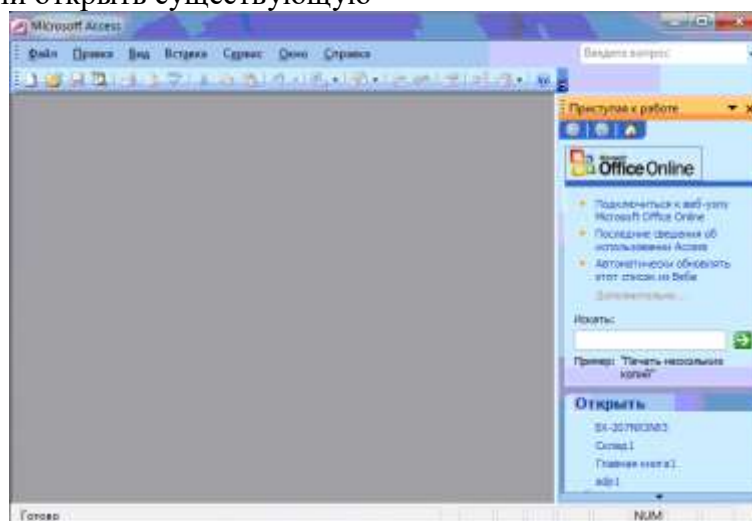 и открыть существующую
Microsoft Access
Файл Правка Вид Вставка Сервис Окно Справка
Введите вопрос
Приступая к работе
Microsoft
Office Online
Подключиться к веб-узлу
Microsoft Office Online
Последние сведения об
использовании Access
Автоматически обновлять
этот список из Веба
Дополнительно...
Искать:
Пример: "Печать нескольких
копий"
Открыть
Склад1
Главная книга1
adp1
Готово
NUM